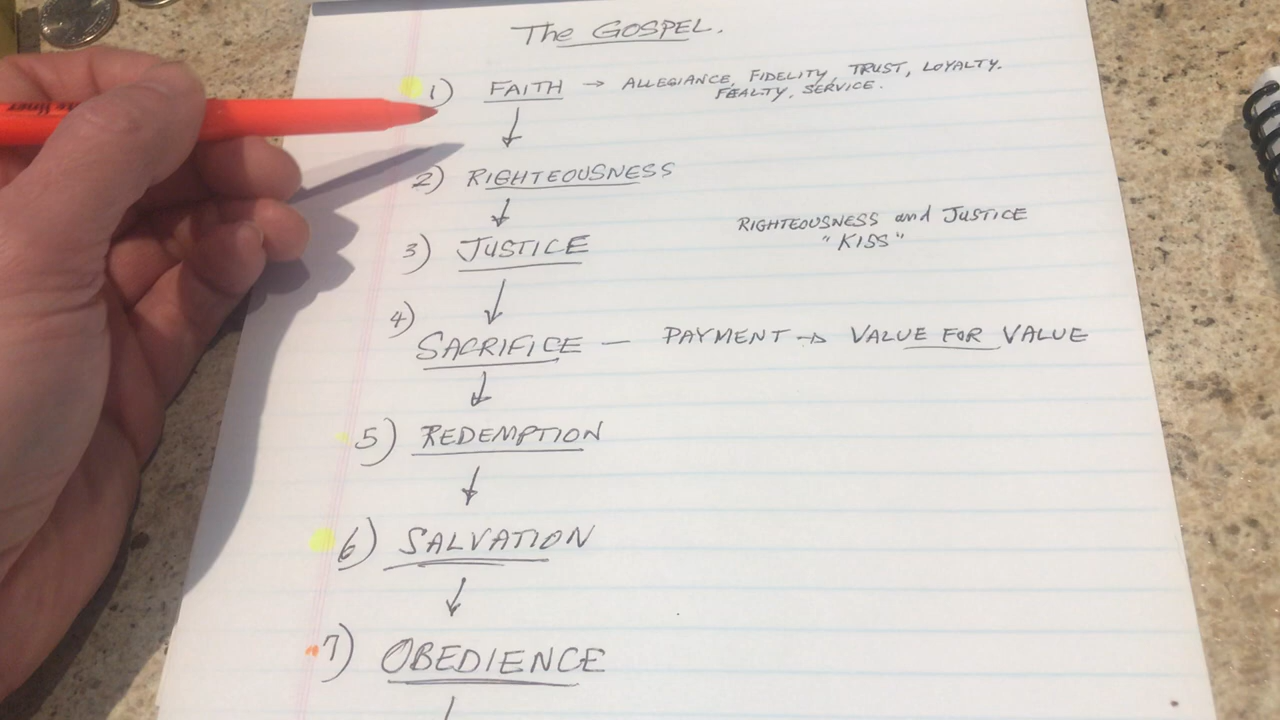 The GOSPEL.
1) FAITH → ALLEGIANCE, FIDELITY, TRUST, LOYALTY.
FEALTY, SERVICE.
2) RIGHTEOUSNESS
RIGHTEOUSNESS and JUSTICE
"KISS"
3) JUSTICE
4) SACRIFICE — PAYMENT → VALUE FOR VALUE
5) REDEMPTION
6) SALVATION
7) OBEDIENCE